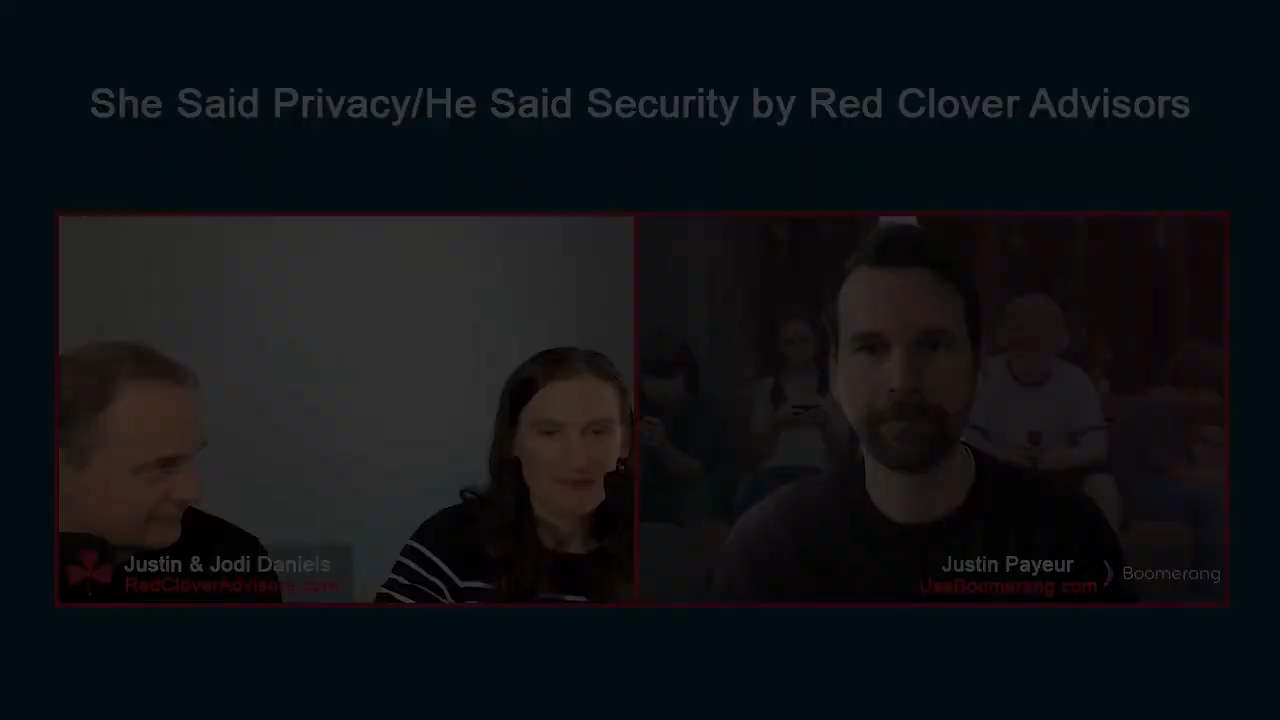 She Said Privacy/He Said Security by Red Clover Advisors
Justin & Jodi Daniels
RedCloverAdvisors.com
Justin Payeur
UseBoomerang.com
Boomerang